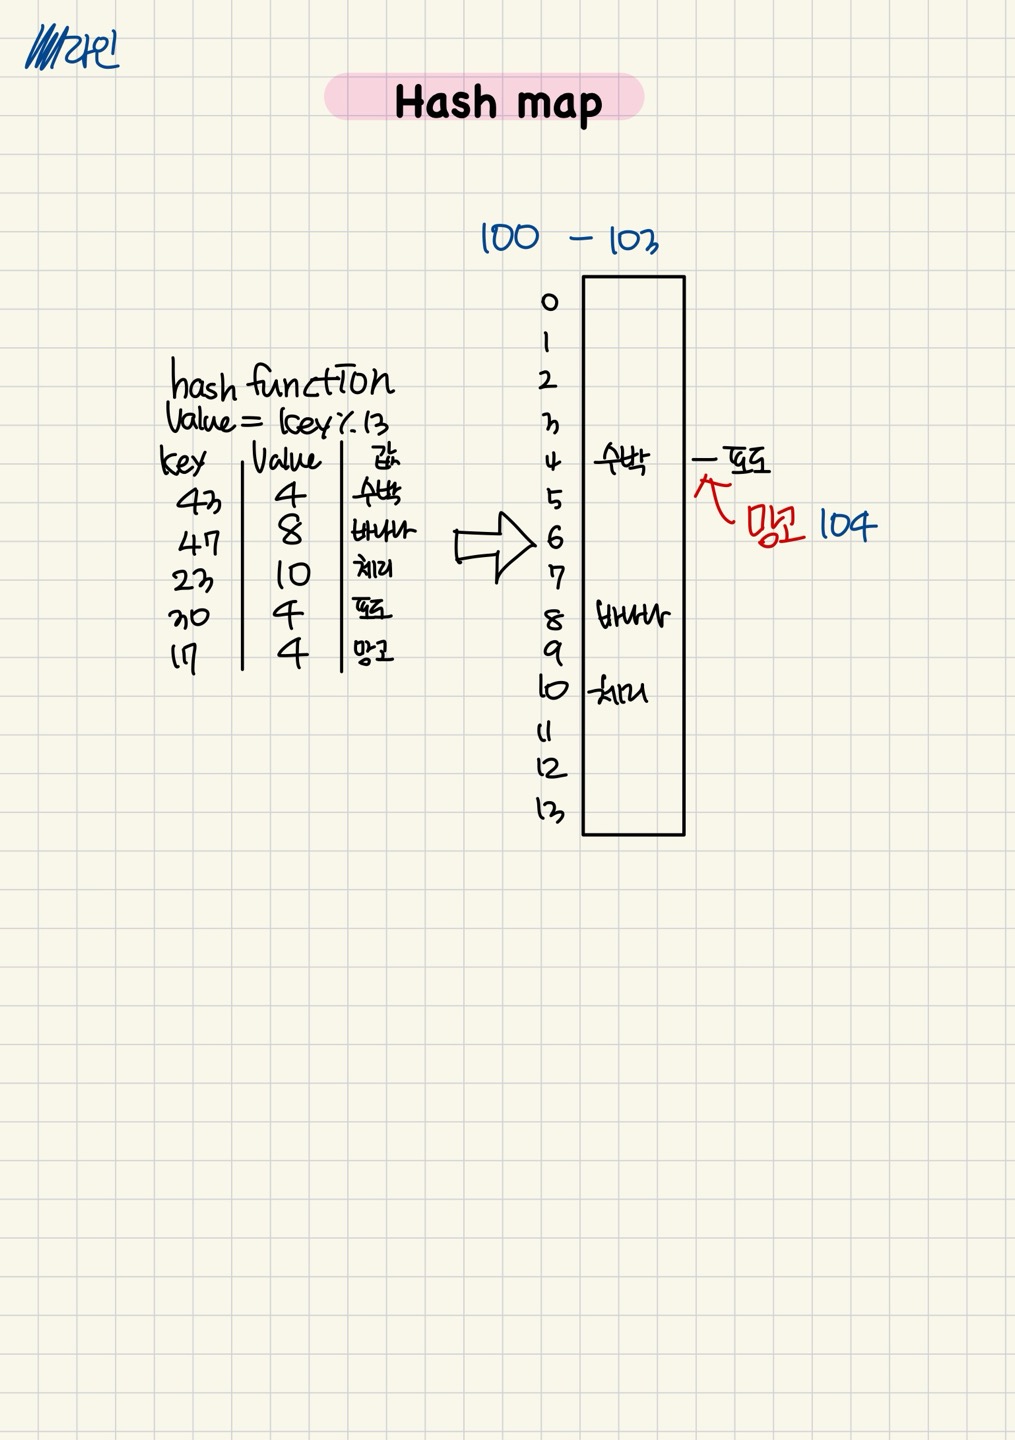 라인
Hash map
100 - 103
hash function
Value = key % 13
key Value 값
43 4 수박
47 8 바나나
23 10 체리
30 4 포도
17 4 망고
0
1
2
3
4 수박 - 포도
5
망고 104
6
7
8 바나나
9
10 체리
11
12
13